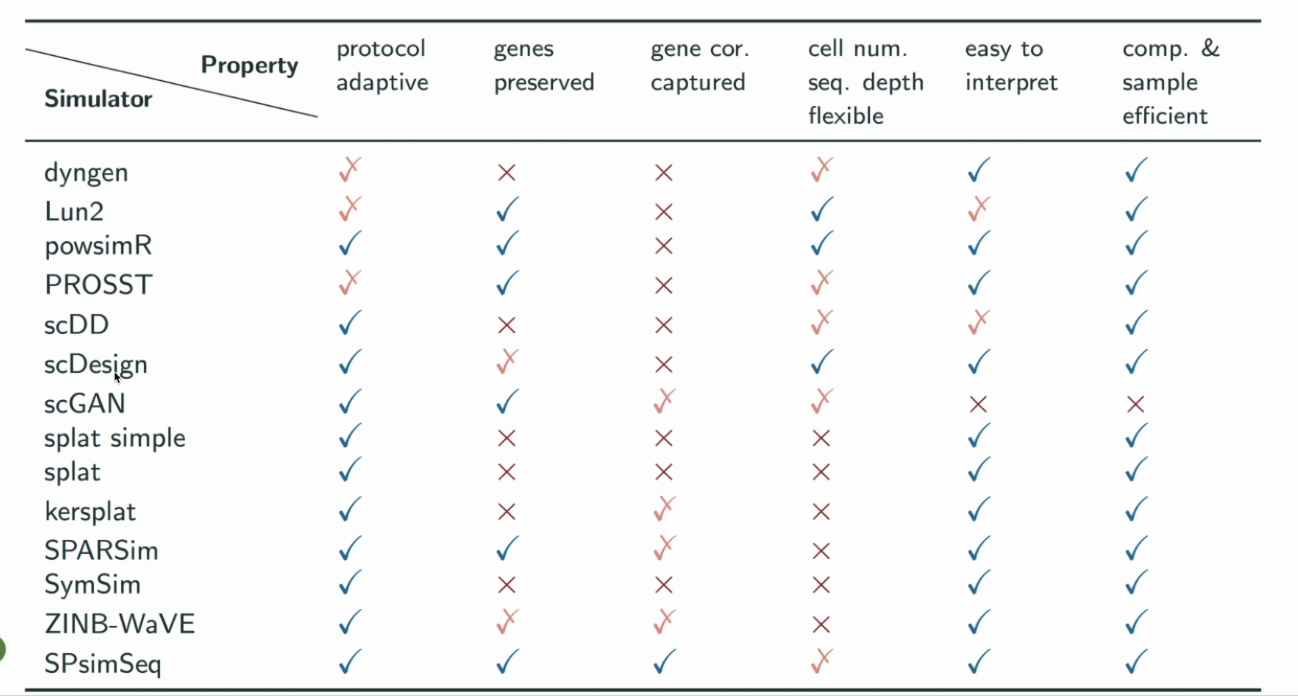 Property protocol genes gene cor. cell num. easy to comp. &
adaptive preserved captured seq. depth interpret sample
Simulator flexible efficient
dyngen ✓✗ ✗ ✗ ✓✗ ✓ ✓
Lun2 ✓✗ ✓ ✗ ✓ ✓✗ ✓
powsimR ✓ ✓ ✗ ✓ ✓ ✓
PROSST ✓✗ ✓ ✗ ✓✗ ✓ ✓
scDD ✓ ✗ ✗ ✓✗ ✓✗ ✓
scDesign ✓ ✓✗ ✗ ✓ ✓ ✓
scGAN ✓ ✓ ✓✗ ✓✗ ✗ ✗
splat simple ✓ ✗ ✗ ✗ ✓ ✓
splat ✓ ✗ ✗ ✗ ✓ ✓
kersplat ✓ ✗ ✓✗ ✗ ✓ ✓
SPARSim ✓ ✓ ✓✗ ✗ ✓ ✓
SymSim ✓ ✗ ✗ ✗ ✓ ✓
ZINB-WaVE ✓ ✓✗ ✓✗ ✗ ✓ ✓
SPsimSeq ✓ ✓ ✓ ✓✗ ✓ ✓